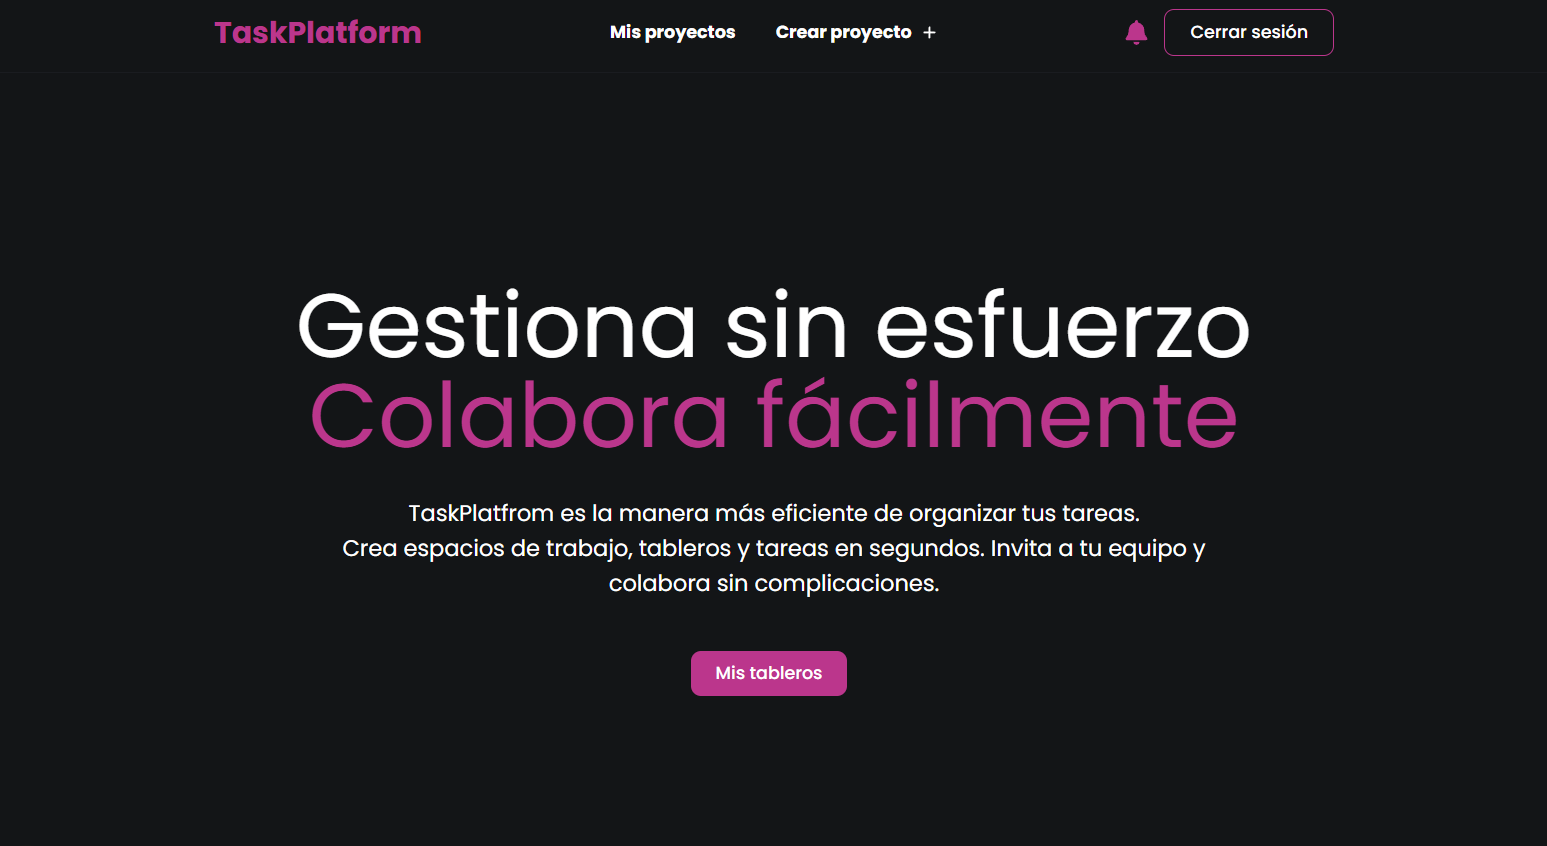 TaskPlatform
Mis proyectos
Crear proyecto +
Cerrar sesión
Gestiona sin esfuerzo
Colabora fácilmente
TaskPlatfrom es la manera más eficiente de organizar tus tareas.
Crea espacios de trabajo, tableros y tareas en segundos. Invita a tu equipo y
colabora sin complicaciones.
Mis tableros